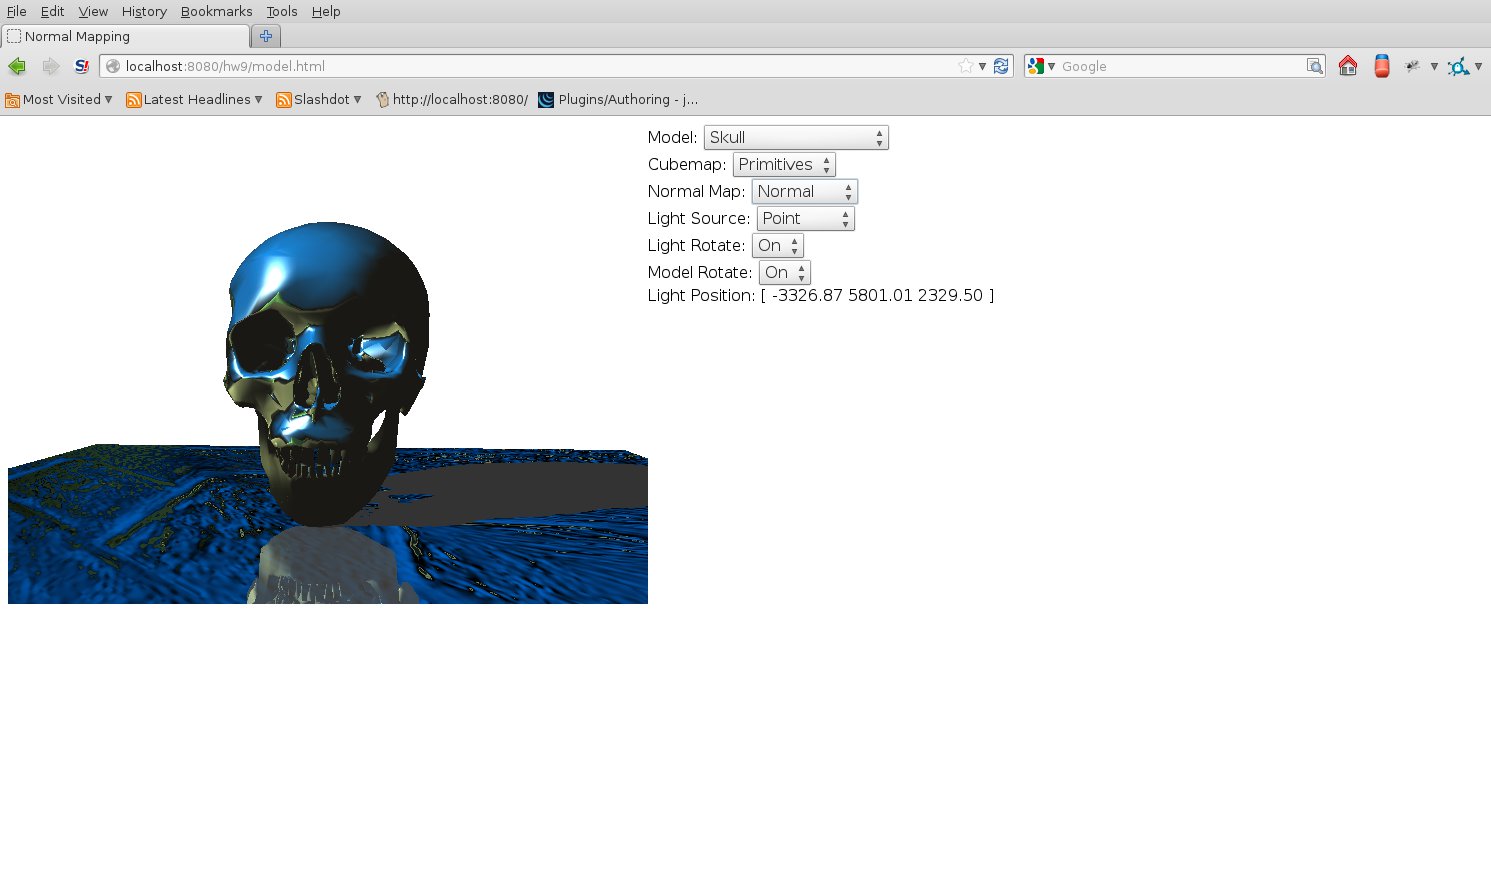 File Edit View History Bookmarks Tools Help
Normal Mapping
S! localhost:8080/hw9/model.html Google
Most Visited Latest Headlines Slashdot http://localhost:8080/ Plugins/Authoring - j...
Model: Skull
Cubemap: Primitives
Normal Map: Normal
Light Source: Point
Light Rotate: On
Model Rotate: On
Light Position: [ -3326.87 5801.01 2329.50 ]